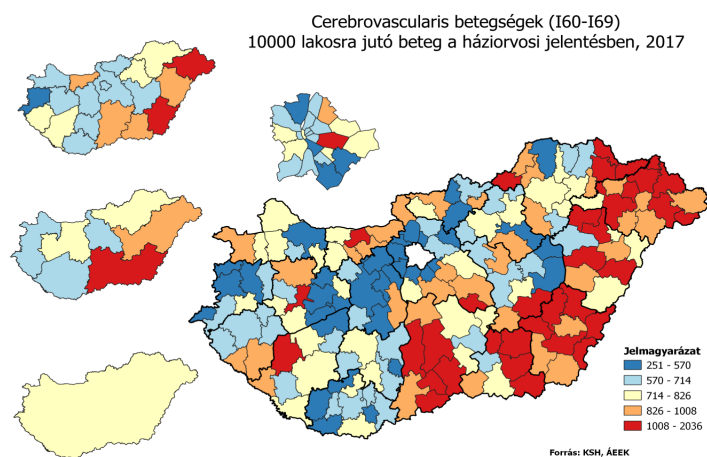 Cerebrovascularis betegségek (I60-I69)
10000 lakosra jutó beteg a háziorvosi jelentésben, 2017
Jelmagyarázat
251 - 570
570 - 714
714 - 826
826 - 1008
1008 - 2036
Forrás: KSH, ÁEEK